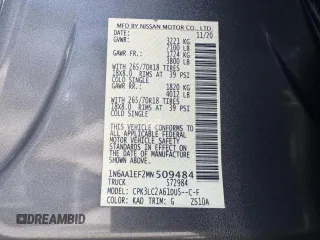 MFD BY NISSAN MOTOR CO., LTD.
11/20
GVWR: 3221 KG
7100 LB
GAWR FR.: 1724 KG
3800 LB
WITH 265/70R18 TIRES
18X8.0 RIMS AT 39 PSI
COLD SINGLE
GAWR RR.: 1820 KG
4012 LB
WITH 265/70R18 TIRES
18X8.0 RIMS AT 39 PSI
COLD SINGLE
THIS VEHICLE CONFORMS TO ALL
APPLICABLE FEDERAL MOTOR VEHICLE
SAFETY STANDARDS IN EFFECT ON THE
DATE OF MANUFACTURE SHOWN ABOVE.
1N6AA1EF2MN509484
TRUCK 572984
MODEL: CPK3LC2A61DU5--C-F
COLOR: KAD TRIM: G ZS10A